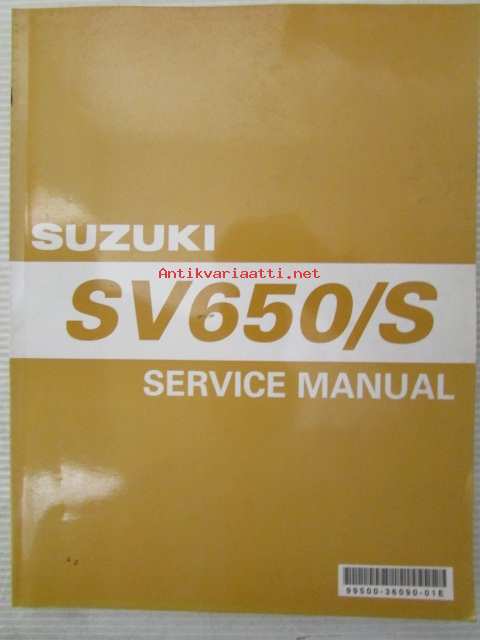 SUZUKI
Antikvariaatti.net
SV650/S
SERVICE MANUAL
99500-36090-01E